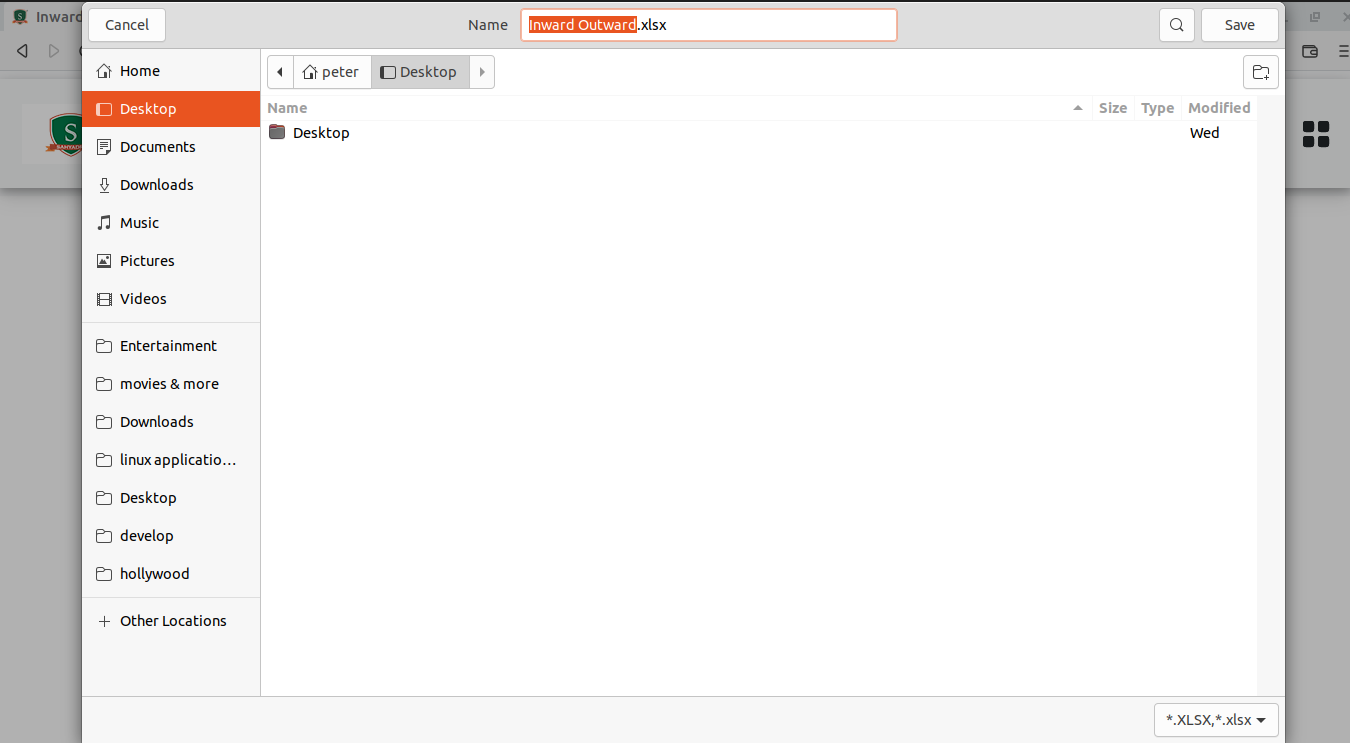 Inward
Cancel
Name
Inward Outward.xlsx
Save
Home
Desktop
Documents
Downloads
Music
Pictures
Videos
Entertainment
movies & more
Downloads
linux applicatio...
Desktop
develop
hollywood
Other Locations
peter
Desktop
Name
Size
Type
Modified
Desktop
Wed
S
*.XLSX,*.xlsx